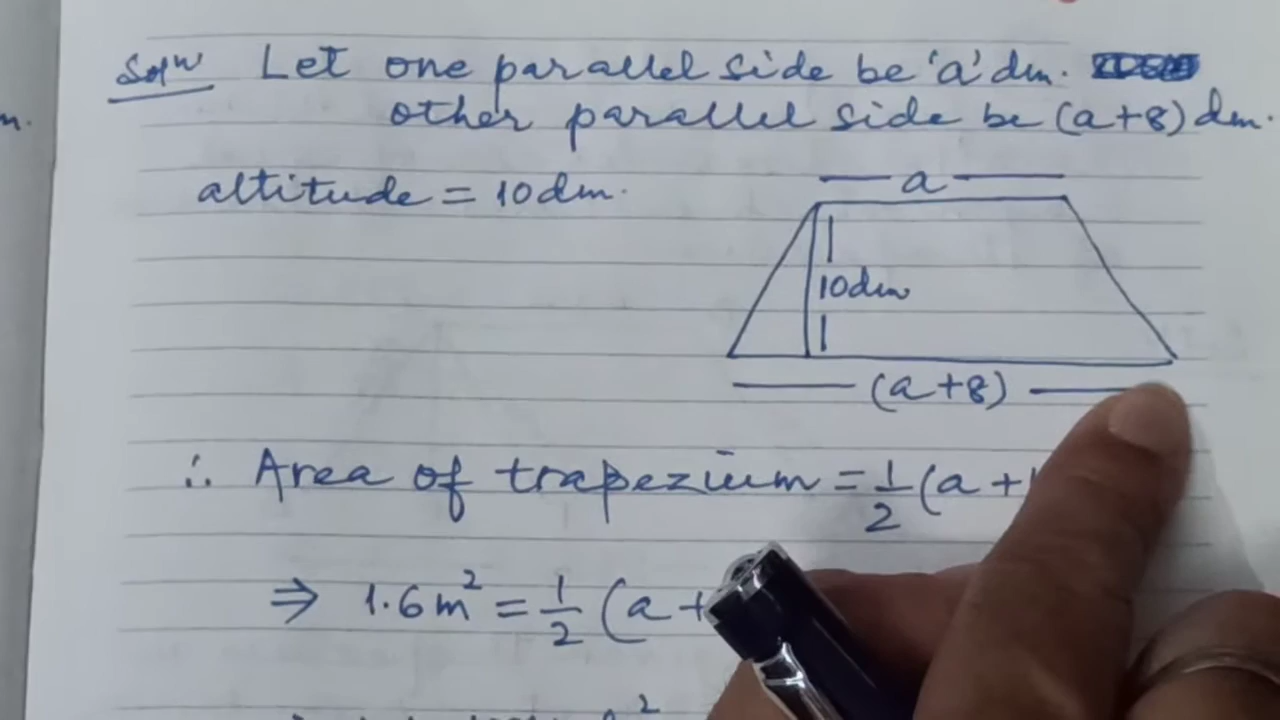 Solⁿ Let one parallel side be 'a' dm.
other parallel side be (a+8) dm.
altitude = 10 dm.
a
10 dm
(a+8)
∴ Area of trapezium = 1/2 (a +
⇒ 1.6 m² = 1/2 (a +